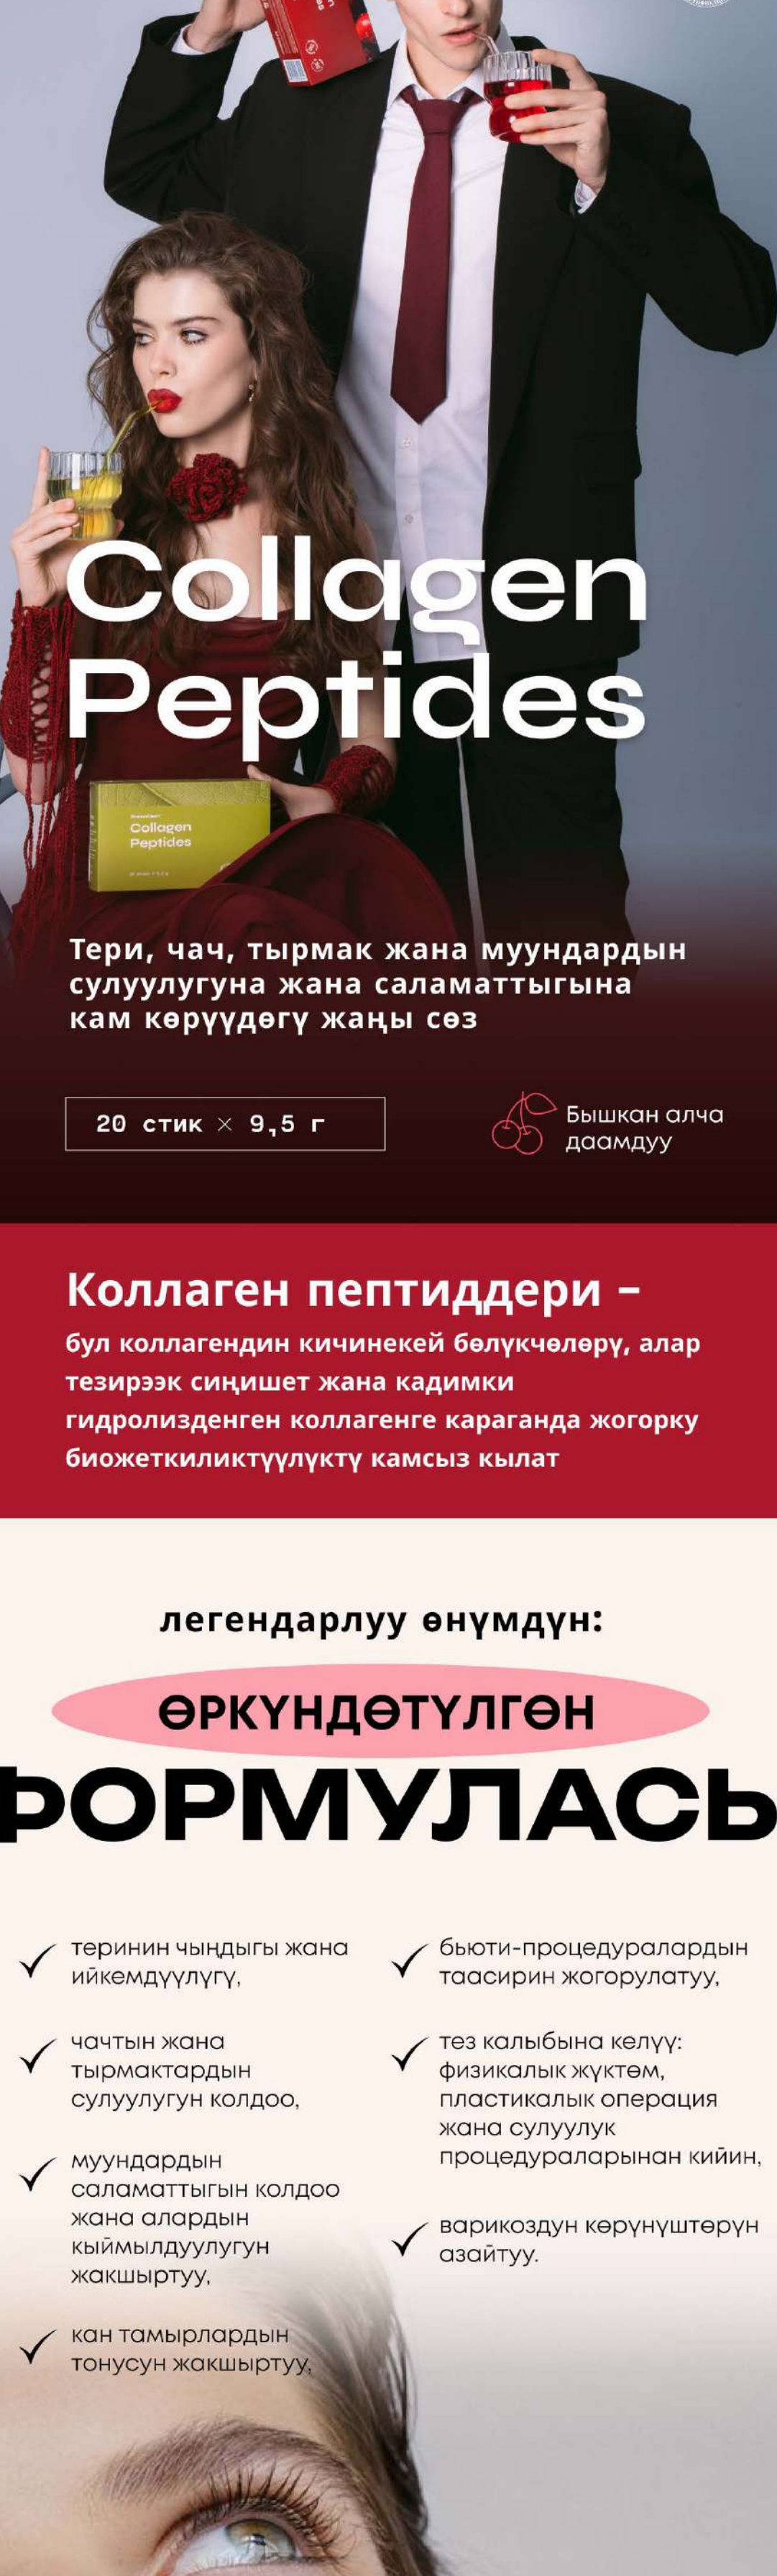 Collagen
Peptides
Collagen
Peptides
Тери, чач, тырмак жана муундардын
сулуулугуна жана саламаттыгына
кам көрүүдөгү жаңы сөз
20 стик × 9,5 г
Бышкан алча
даамдуу
Коллаген пептиддери –
бул коллагендин кичинекей бөлүкчөлөрү, алар
тезирээк сиңишет жана кадимки
гидролизденген коллагенге караганда жогорку
биожеткиликтүүлүктү камсыз кылат
легендарлуу өнүмдүн:
ӨРКҮНДӨТҮЛГӨН
ФОРМУЛАСЫ
теринин чыңдыгы жана
ийкемдүүлүгү,
чачтын жана
тырмактардын
сулуулугун колдоо,
муундардын
саламаттыгын колдоо
жана алардын
кыймылдуулугун
жакшыртуу,
кан тамырлардын
тонусун жакшыртуу,
бьюти-процедуралардын
таасирин жогорулатуу,
тез калыбына келүү:
физикалык жүктөм,
пластикалык операция
жана сулуулук
процедураларынан кийин,
варикоздун көрүнүштөрүн
азайтуу.